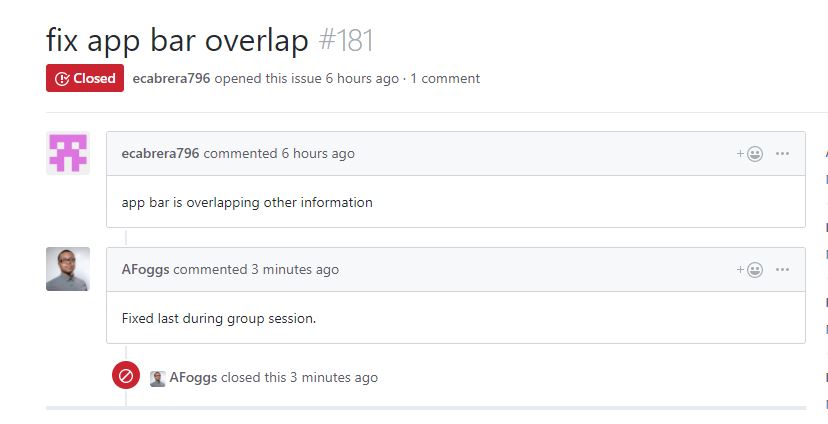 fix app bar overlap #181
Closed ecabrera796 opened this issue 6 hours ago · 1 comment
ecabrera796 commented 6 hours ago
app bar is overlapping other information
AFoggs commented 3 minutes ago
Fixed last during group session.
AFoggs closed this 3 minutes ago